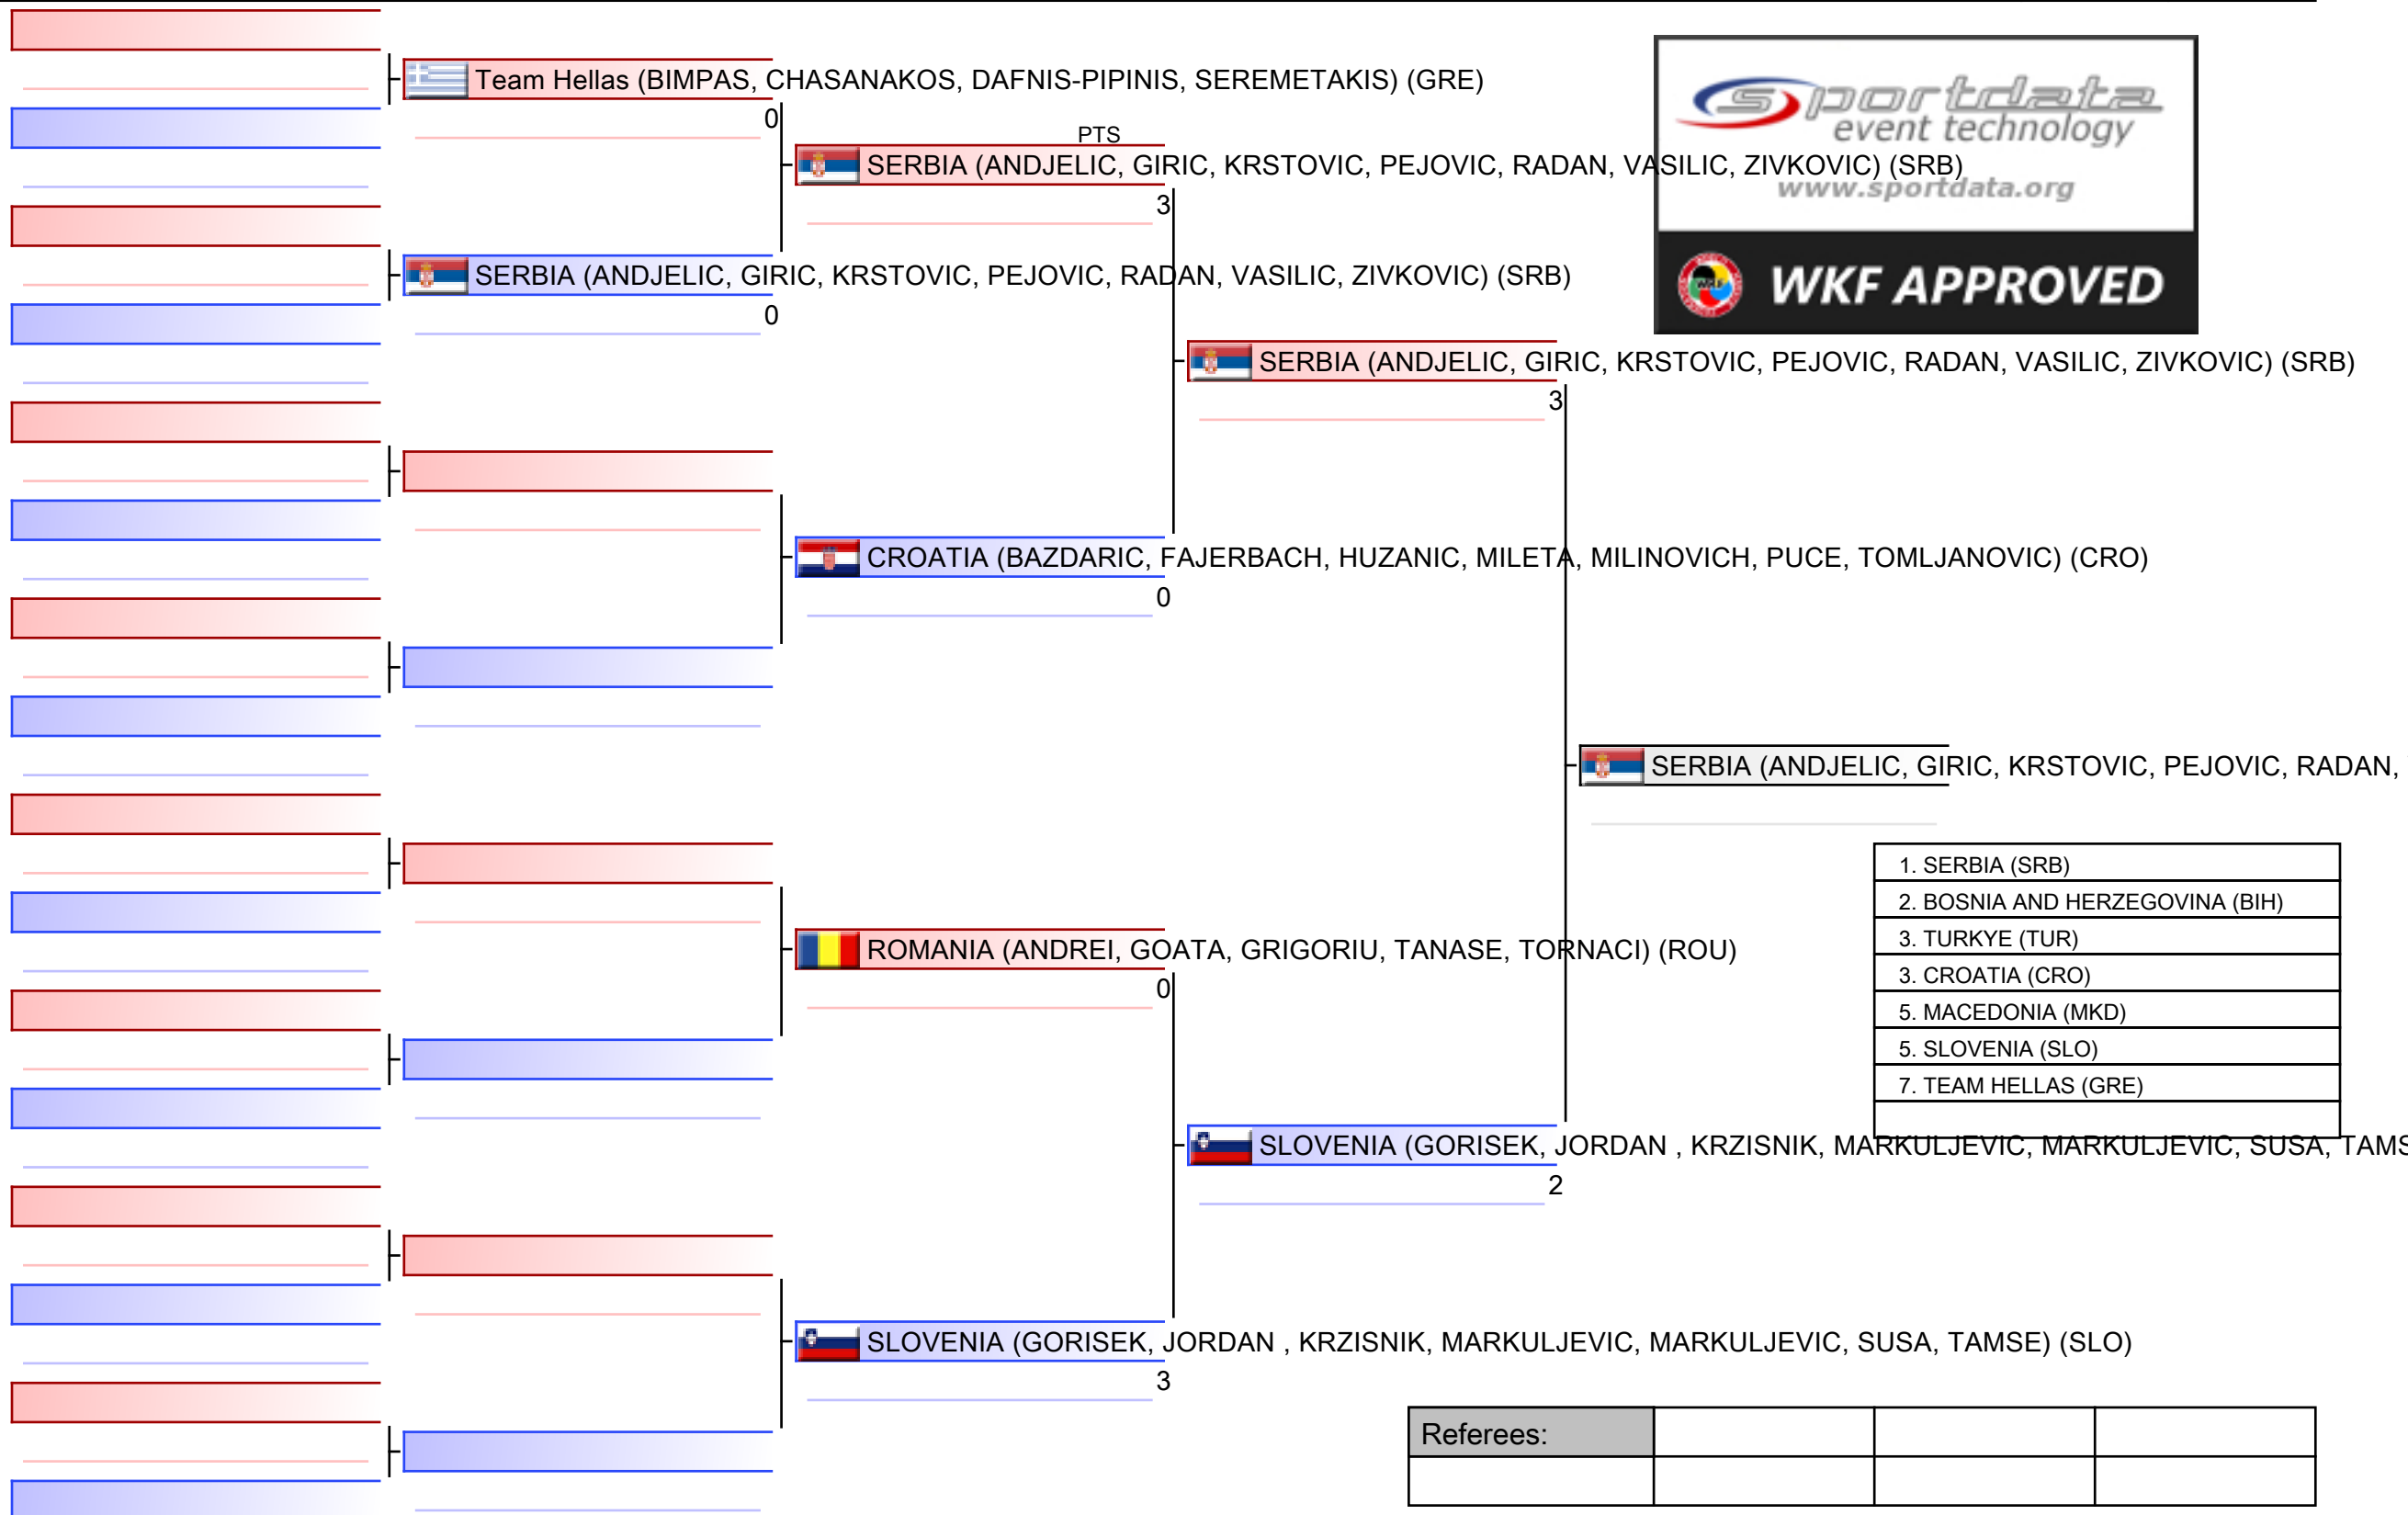 Team Hellas (BIMPAS, CHASANAKOS, DAFNIS-PIPINIS, SEREMETAKIS) (GRE)
0
PTS
SERBIA (ANDJELIC, GIRIC, KRSTOVIC, PEJOVIC, RADAN, VASILIC, ZIVKOVIC) (SRB)
3
SERBIA (ANDJELIC, GIRIC, KRSTOVIC, PEJOVIC, RADAN, VASILIC, ZIVKOVIC) (SRB)
0
sportdata
event technology
www.sportdata.org
WKF APPROVED
SERBIA (ANDJELIC, GIRIC, KRSTOVIC, PEJOVIC, RADAN, VASILIC, ZIVKOVIC) (SRB)
3
CROATIA (BAZDARIC, FAJERBACH, HUZANIC, MILETA, MILINOVICH, PUCE, TOMLJANOVIC) (CRO)
0
SERBIA (ANDJELIC, GIRIC, KRSTOVIC, PEJOVIC, RADAN,
1. SERBIA (SRB)
2. BOSNIA AND HERZEGOVINA (BIH)
3. TURKYE (TUR)
3. CROATIA (CRO)
5. MACEDONIA (MKD)
5. SLOVENIA (SLO)
7. TEAM HELLAS (GRE)
ROMANIA (ANDREI, GOATA, GRIGORIU, TANASE, TORNACI) (ROU)
0
SLOVENIA (GORISEK, JORDAN , KRZISNIK, MARKULJEVIC, MARKULJEVIC, SUSA, TAMS
2
SLOVENIA (GORISEK, JORDAN , KRZISNIK, MARKULJEVIC, MARKULJEVIC, SUSA, TAMSE) (SLO)
3
Referees: